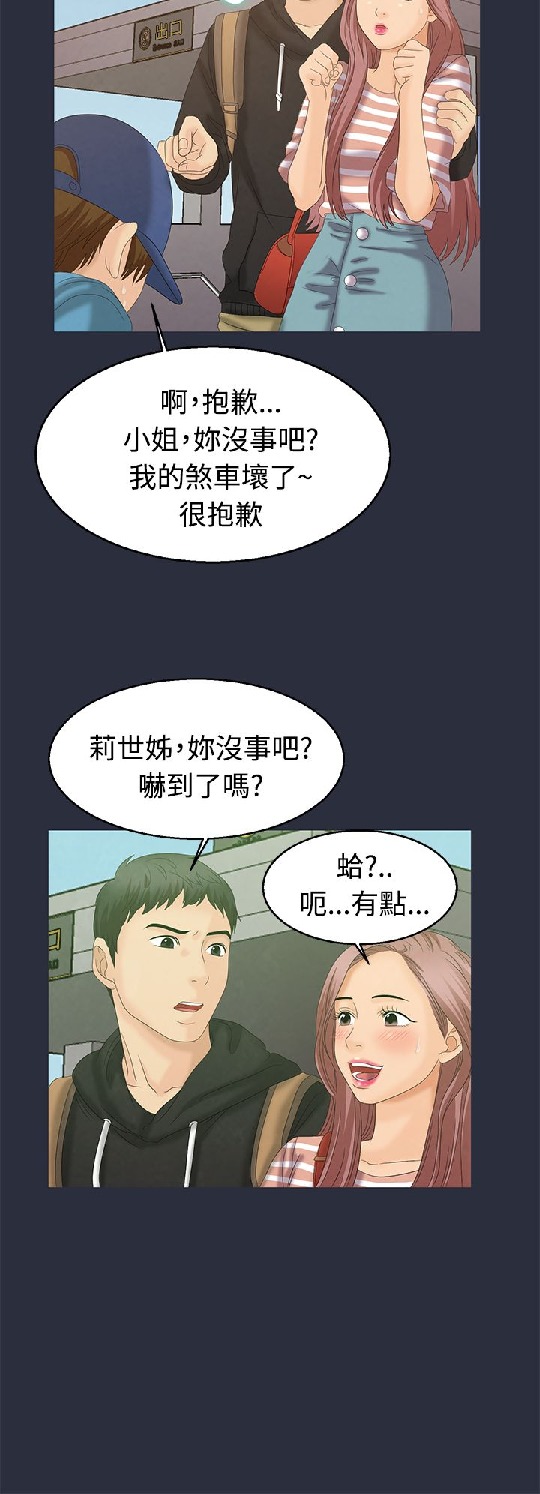 出口
啊,抱歉...
小姐,妳沒事吧?
我的煞車壞了~
很抱歉
莉世姊,妳沒事吧?
嚇到了嗎?
蛤?..
呃...有點...